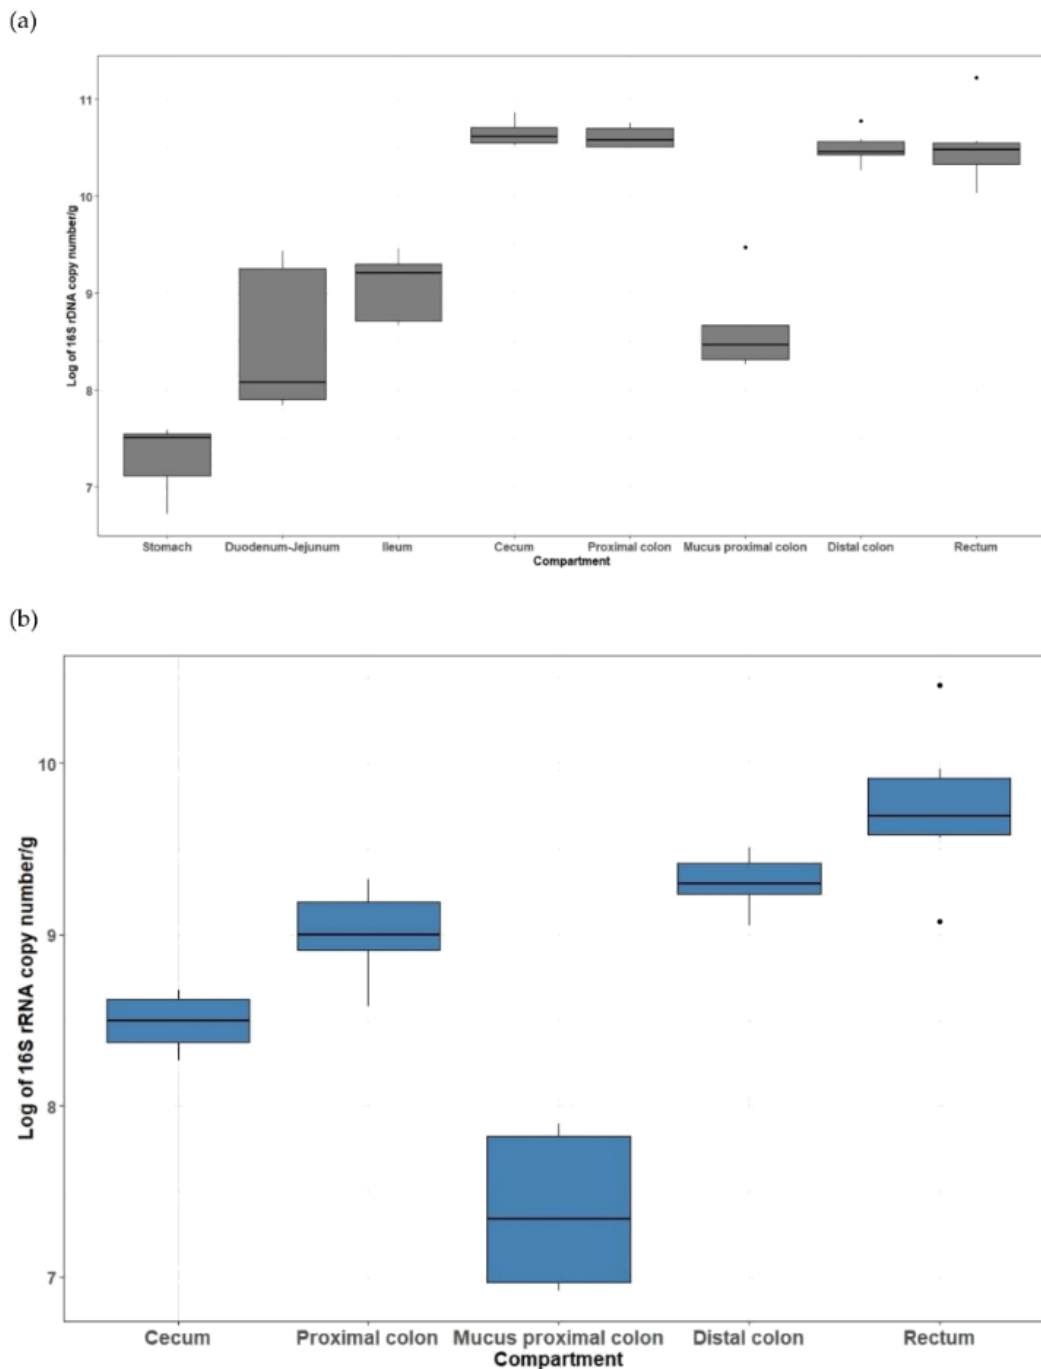 (a)
Log of 16S rDNA copy number/g
11
10
9
8
7
Stomach Duodenum-Jejunum Ileum Cecum Proximal colon Mucus proximal colon Distal colon Rectum
Compartment
(b)
Log of 16S rRNA copy number/g
10
9
8
7
Cecum Proximal colon Mucus proximal colon Distal colon Rectum
Compartment